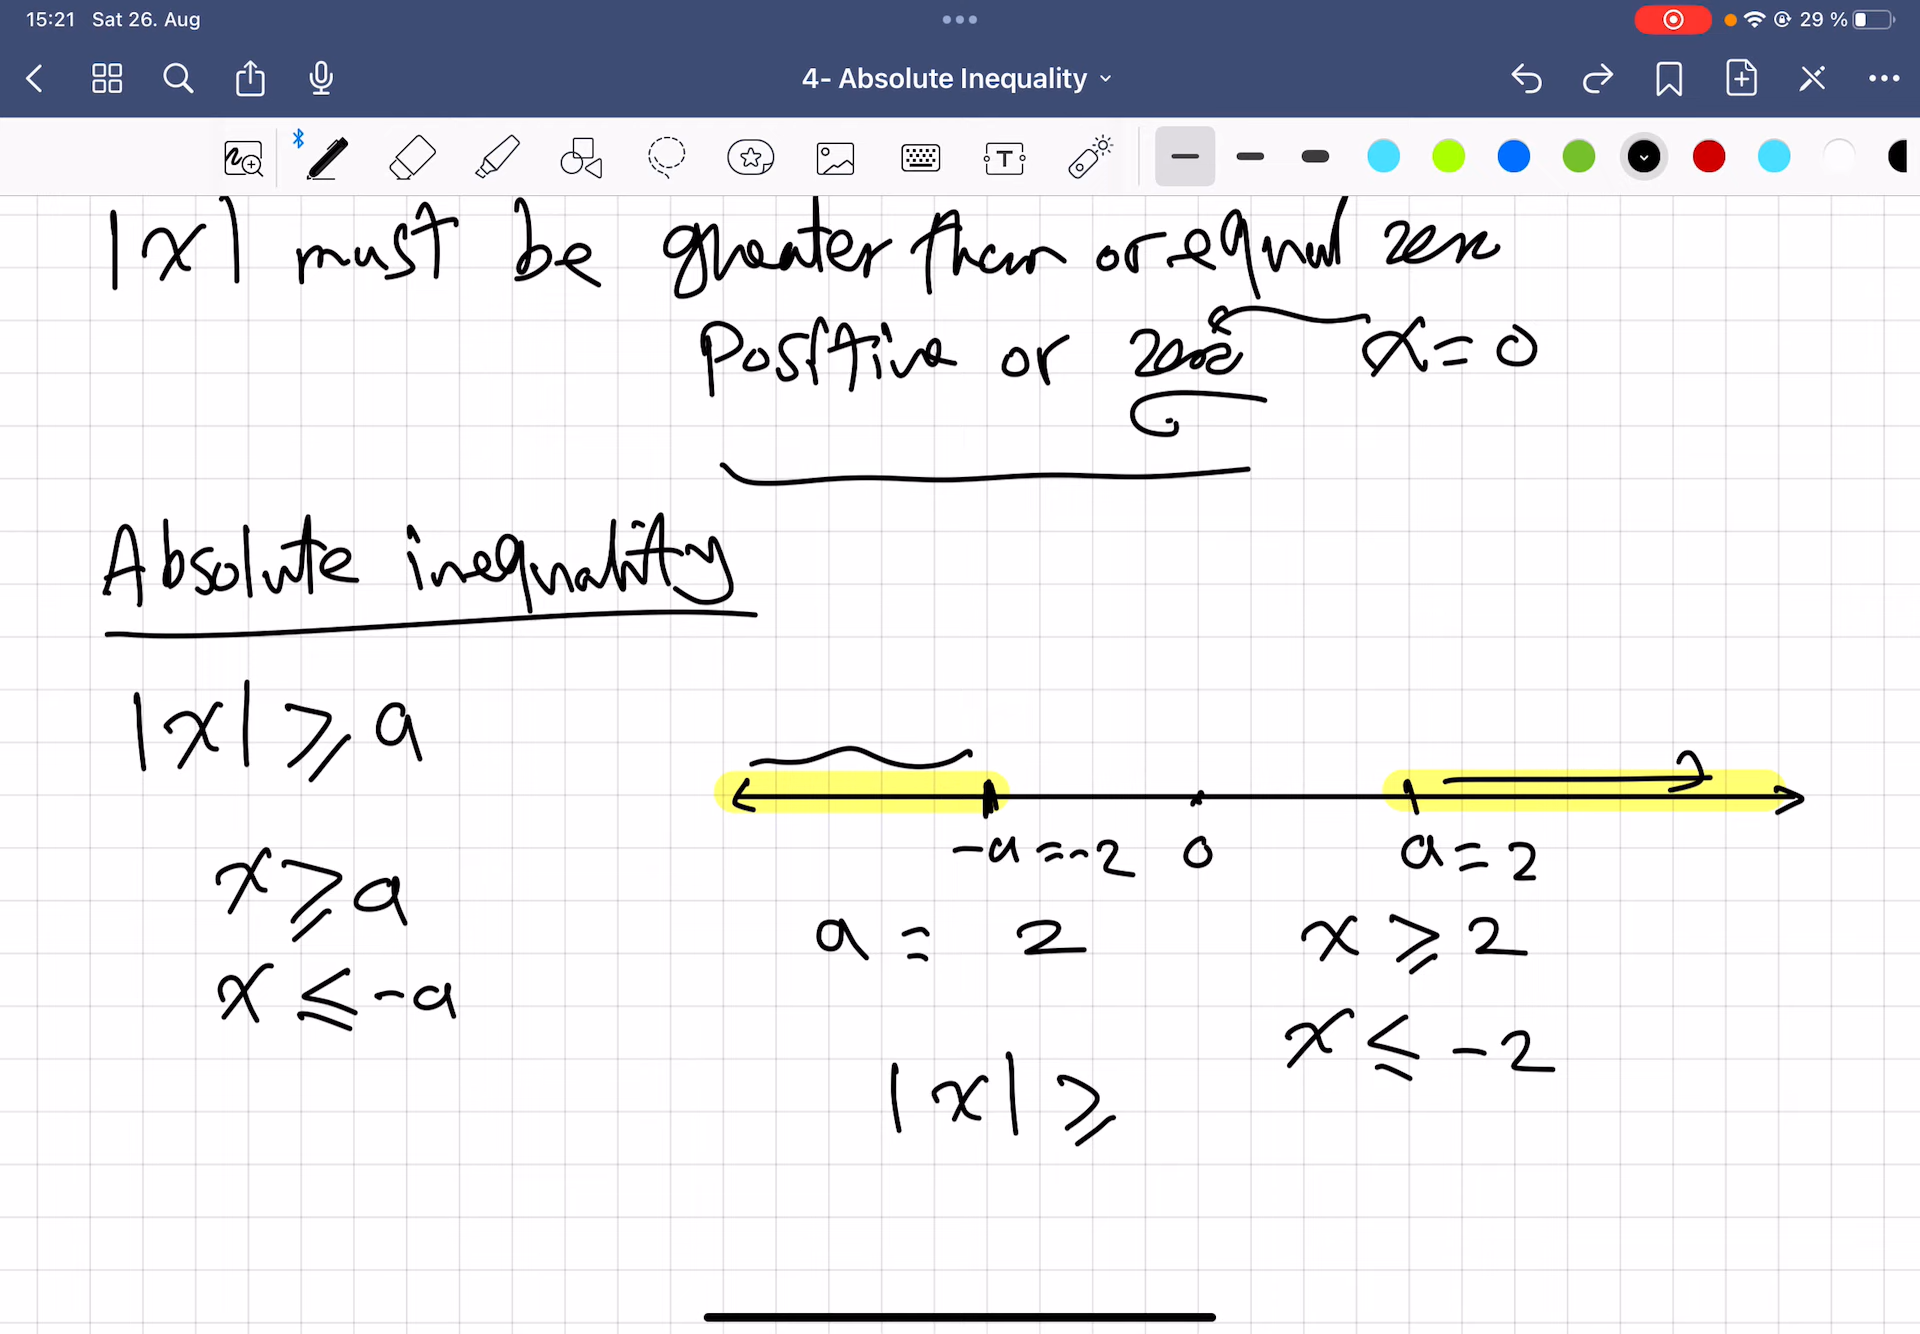 15:21 Sat 26. Aug 29 %
4- Absolute Inequality
T
|x| must be greater than or equal zero
Positive or zero x=0
Absolute inequality
|x| ⩾ a
-a=-2 0 a=2
x ⩾ a
a = 2 x ⩾ 2
x ⩽ -a
x ⩽ -2
|x| ⩾